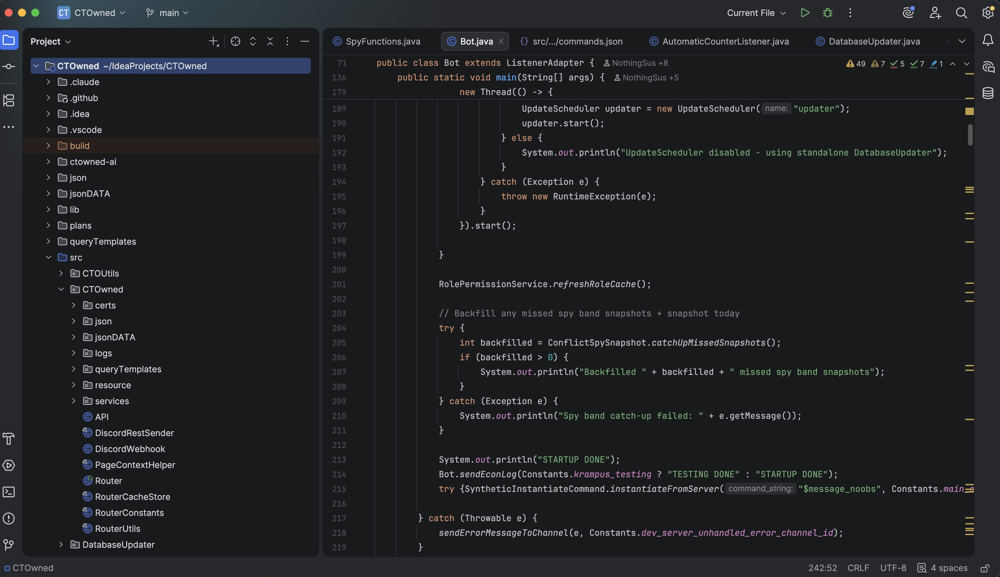 CT CTOwned main Current File
Project
CTOwned ~/IdeaProjects/CTOwned
.claude
.github
.idea
.vscode
build
ctowned-ai
json
jsonDATA
lib
plans
queryTemplates
src
CTOUtils
CTOwned
certs
json
jsonDATA
logs
queryTemplates
resource
services
API
DiscordRestSender
DiscordWebhook
PageContextHelper
Router
RouterCacheStore
RouterConstants
RouterUtils
DatabaseUpdater
SpyFunctions.java Bot.java src/.../commands.json AutomaticCounterListener.java DatabaseUpdater.java
49 7 5 7 1
71 public class Bot extends ListenerAdapter { NothingSus +8
136 public static void main(String[] args) { NothingSus +5
179 new Thread(() -> {
189 UpdateScheduler updater = new UpdateScheduler( name: "updater");
190 updater.start();
191 } else {
192 System.out.println("UpdateScheduler disabled - using standalone DatabaseUpdater");
193 }
194 } catch (Exception e) {
195 throw new RuntimeException(e);
196 }
197 }).start();
198
199 }
200
201 RolePermissionService.refreshRoleCache();
202
203 // Backfill any missed spy band snapshots + snapshot today
204 try {
205 int backfilled = ConflictSpySnapshot.catchUpMissedSnapshots();
206 if (backfilled > 0) {
207 System.out.println("Backfilled " + backfilled + " missed spy band snapshots");
208 }
209 } catch (Exception e) {
210 System.out.println("Spy band catch-up failed: " + e.getMessage());
211 }
212
213 System.out.println("STARTUP DONE");
214 Bot.sendEconLog(Constants.krampus_testing ? "TESTING DONE" : "STARTUP DONE");
215 try {SyntheticInstantiateCommand.instantiateFromServer( command_string: "$message_noobs", Constants.main_s
216
217 } catch (Throwable e) {
218 sendErrorMessageToChannel(e, Constants.dev_server_unhandled_error_channel_id);
219 }
CTOwned 242:52 CRLF UTF-8 4 spaces